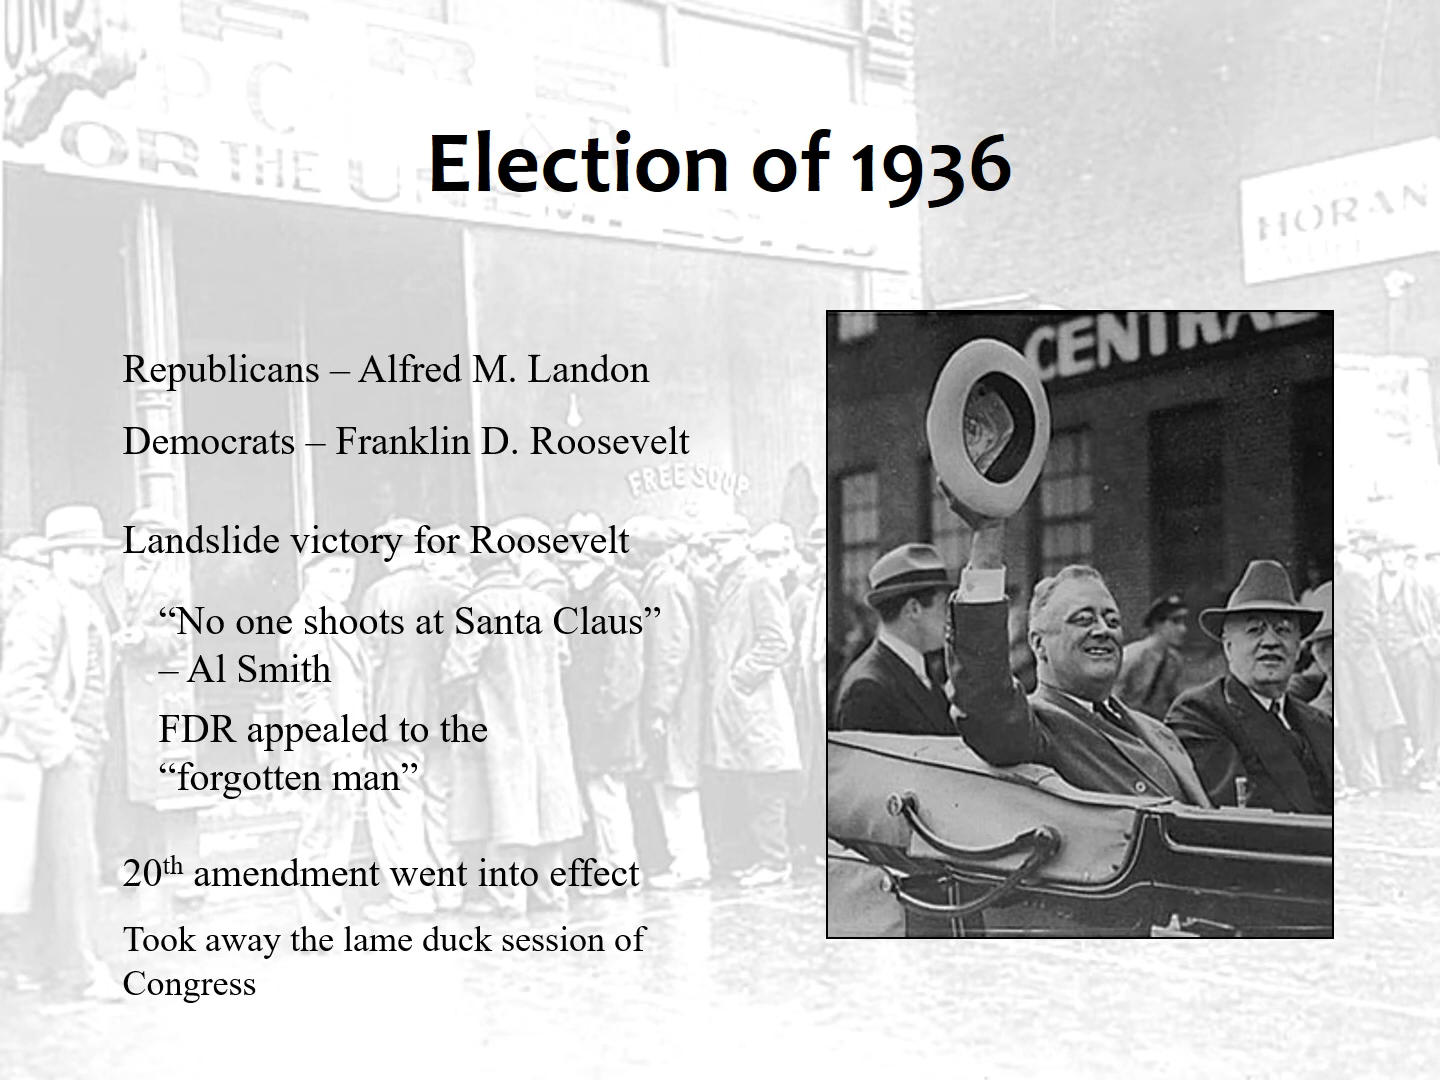 Election of 1936
Republicans – Alfred M. Landon
Democrats – Franklin D. Roosevelt
Landslide victory for Roosevelt
“No one shoots at Santa Claus”
– Al Smith
FDR appealed to the
“forgotten man”
20th amendment went into effect
Took away the lame duck session of
Congress
CENTRAL
HORAN
FREE SOUP
OR THE